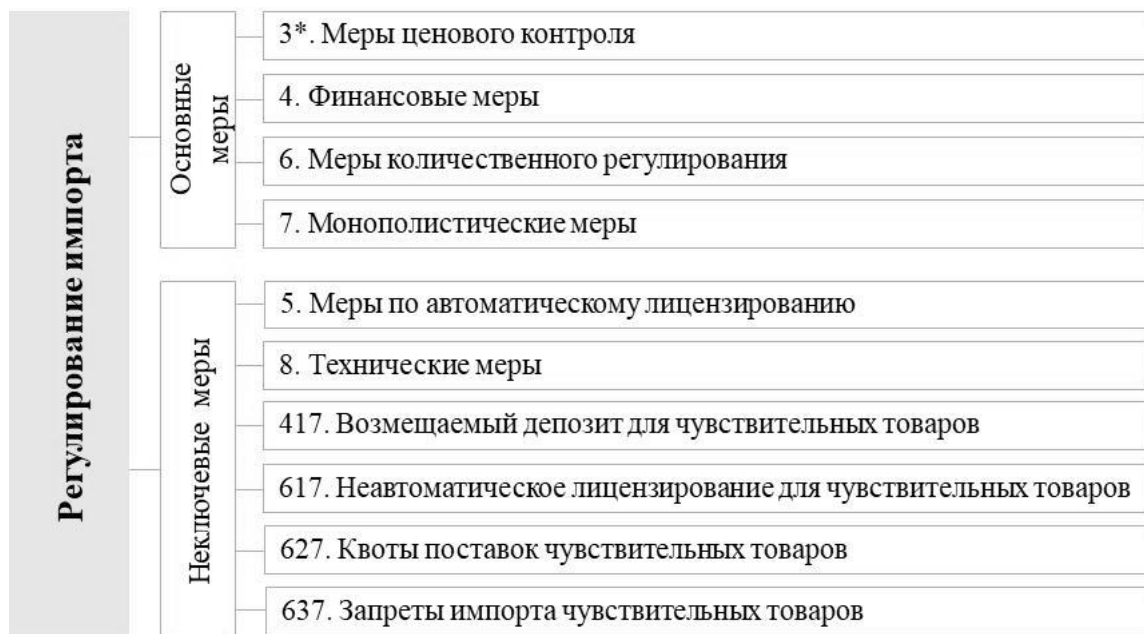 Регулирование импорта
Основные
меры
3*. Меры ценового контроля
4. Финансовые меры
6. Меры количественного регулирования
7. Монополистические меры
Неключевые меры
5. Меры по автоматическому лицензированию
8. Технические меры
417. Возмещаемый депозит для чувствительных товаров
617. Неавтоматическое лицензирование для чувствительных товаров
627. Квоты поставок чувствительных товаров
637. Запреты импорта чувствительных товаров